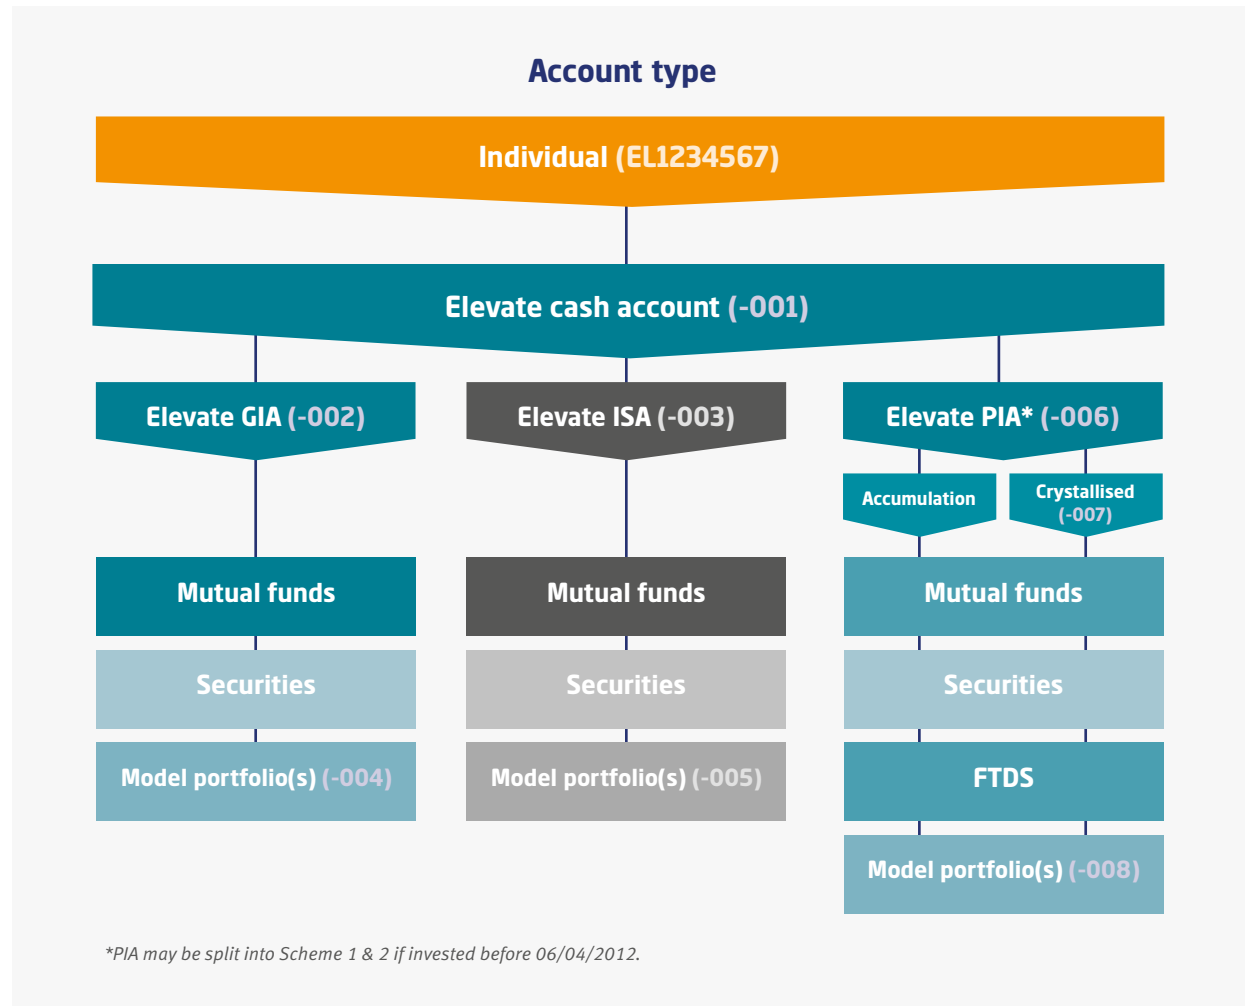 Account type
Individual (EL1234567)
Elevate cash account (-001)
Elevate GIA (-002)
Elevate ISA (-003)
Elevate PIA* (-006)
Accumulation
Crystallised
(-007)
Mutual funds
Mutual funds
Mutual funds
Securities
Securities
Securities
Model portfolio(s) (-004)
Model portfolio(s) (-005)
FTDS
Model portfolio(s) (-008)
*PIA may be split into Scheme 1 & 2 if invested before 06/04/2012.